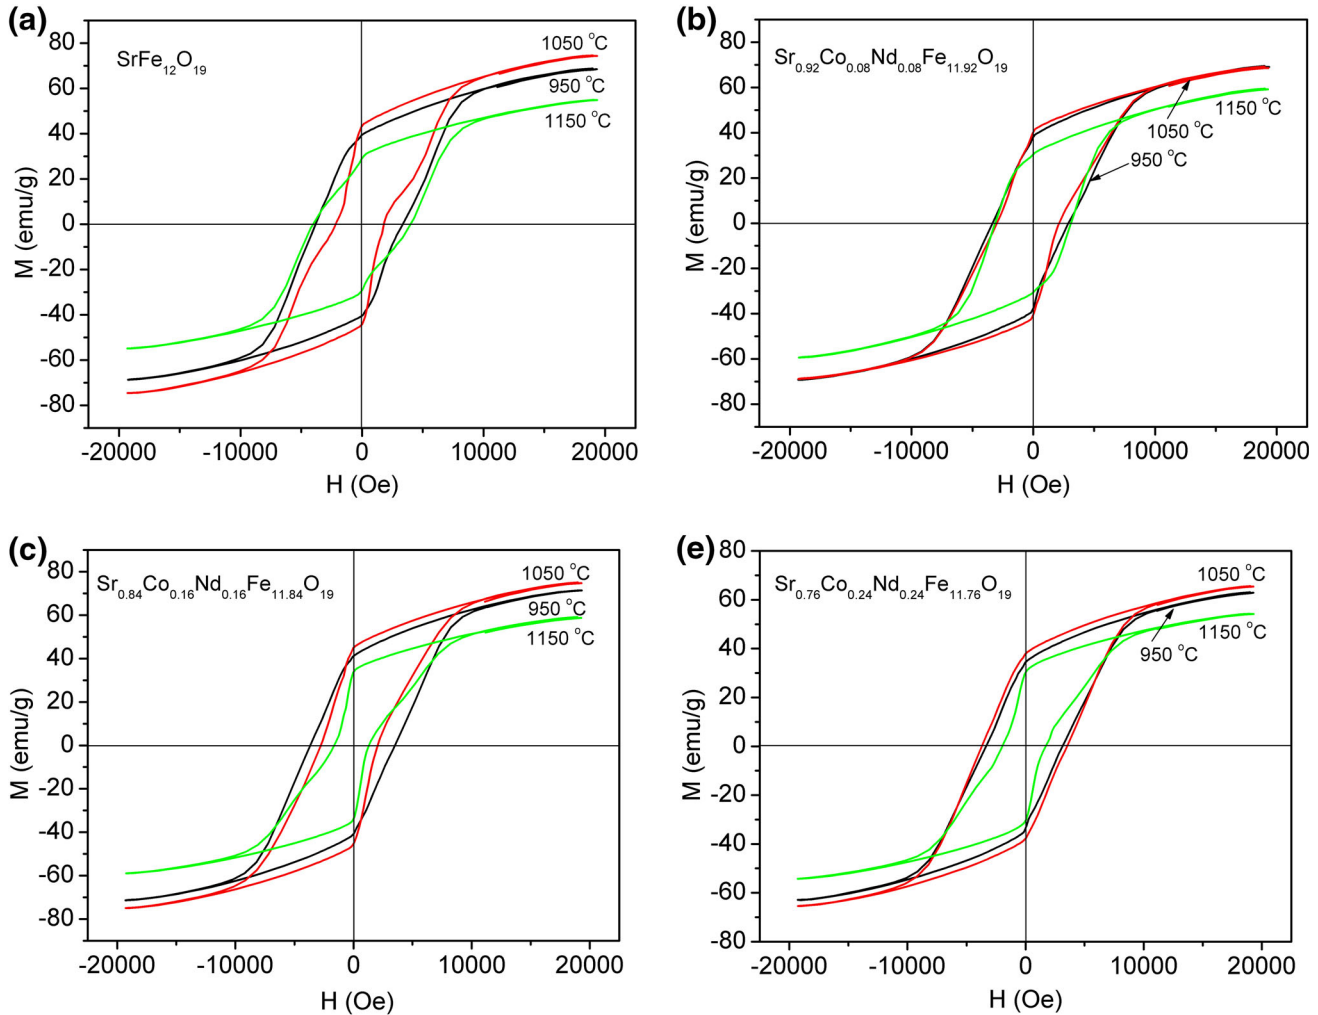 (a)
SrFe₁₂O₁₉
1050 °C
950 °C
1150 °C
80
60
40
20
0
-20
-40
-60
-80
M (emu/g)
-20000 -10000 0 10000 20000
H (Oe)
(b)
Sr₀.₉₂Co₀.₀₈Nd₀.₀₈Fe₁₁.₉₂O₁₉
1150 °C
1050 °C
950 °C
80
60
40
20
0
-20
-40
-60
-80
M (emu/g)
-20000 -10000 0 10000 20000
H (Oe)
(c)
Sr₀.₈₄Co₀.₁₆Nd₀.₁₆Fe₁₁.₈₄O₁₉
1050 °C
950 °C
1150 °C
80
60
40
20
0
-20
-40
-60
-80
M (emu/g)
-20000 -10000 0 10000 20000
H (Oe)
(e)
Sr₀.₇₆Co₀.₂₄Nd₀.₂₄Fe₁₁.₇₆O₁₉
1050 °C
1150 °C
950 °C
80
60
40
20
0
-20
-40
-60
-80
M (emu/g)
-20000 -10000 0 10000 20000
H (Oe)